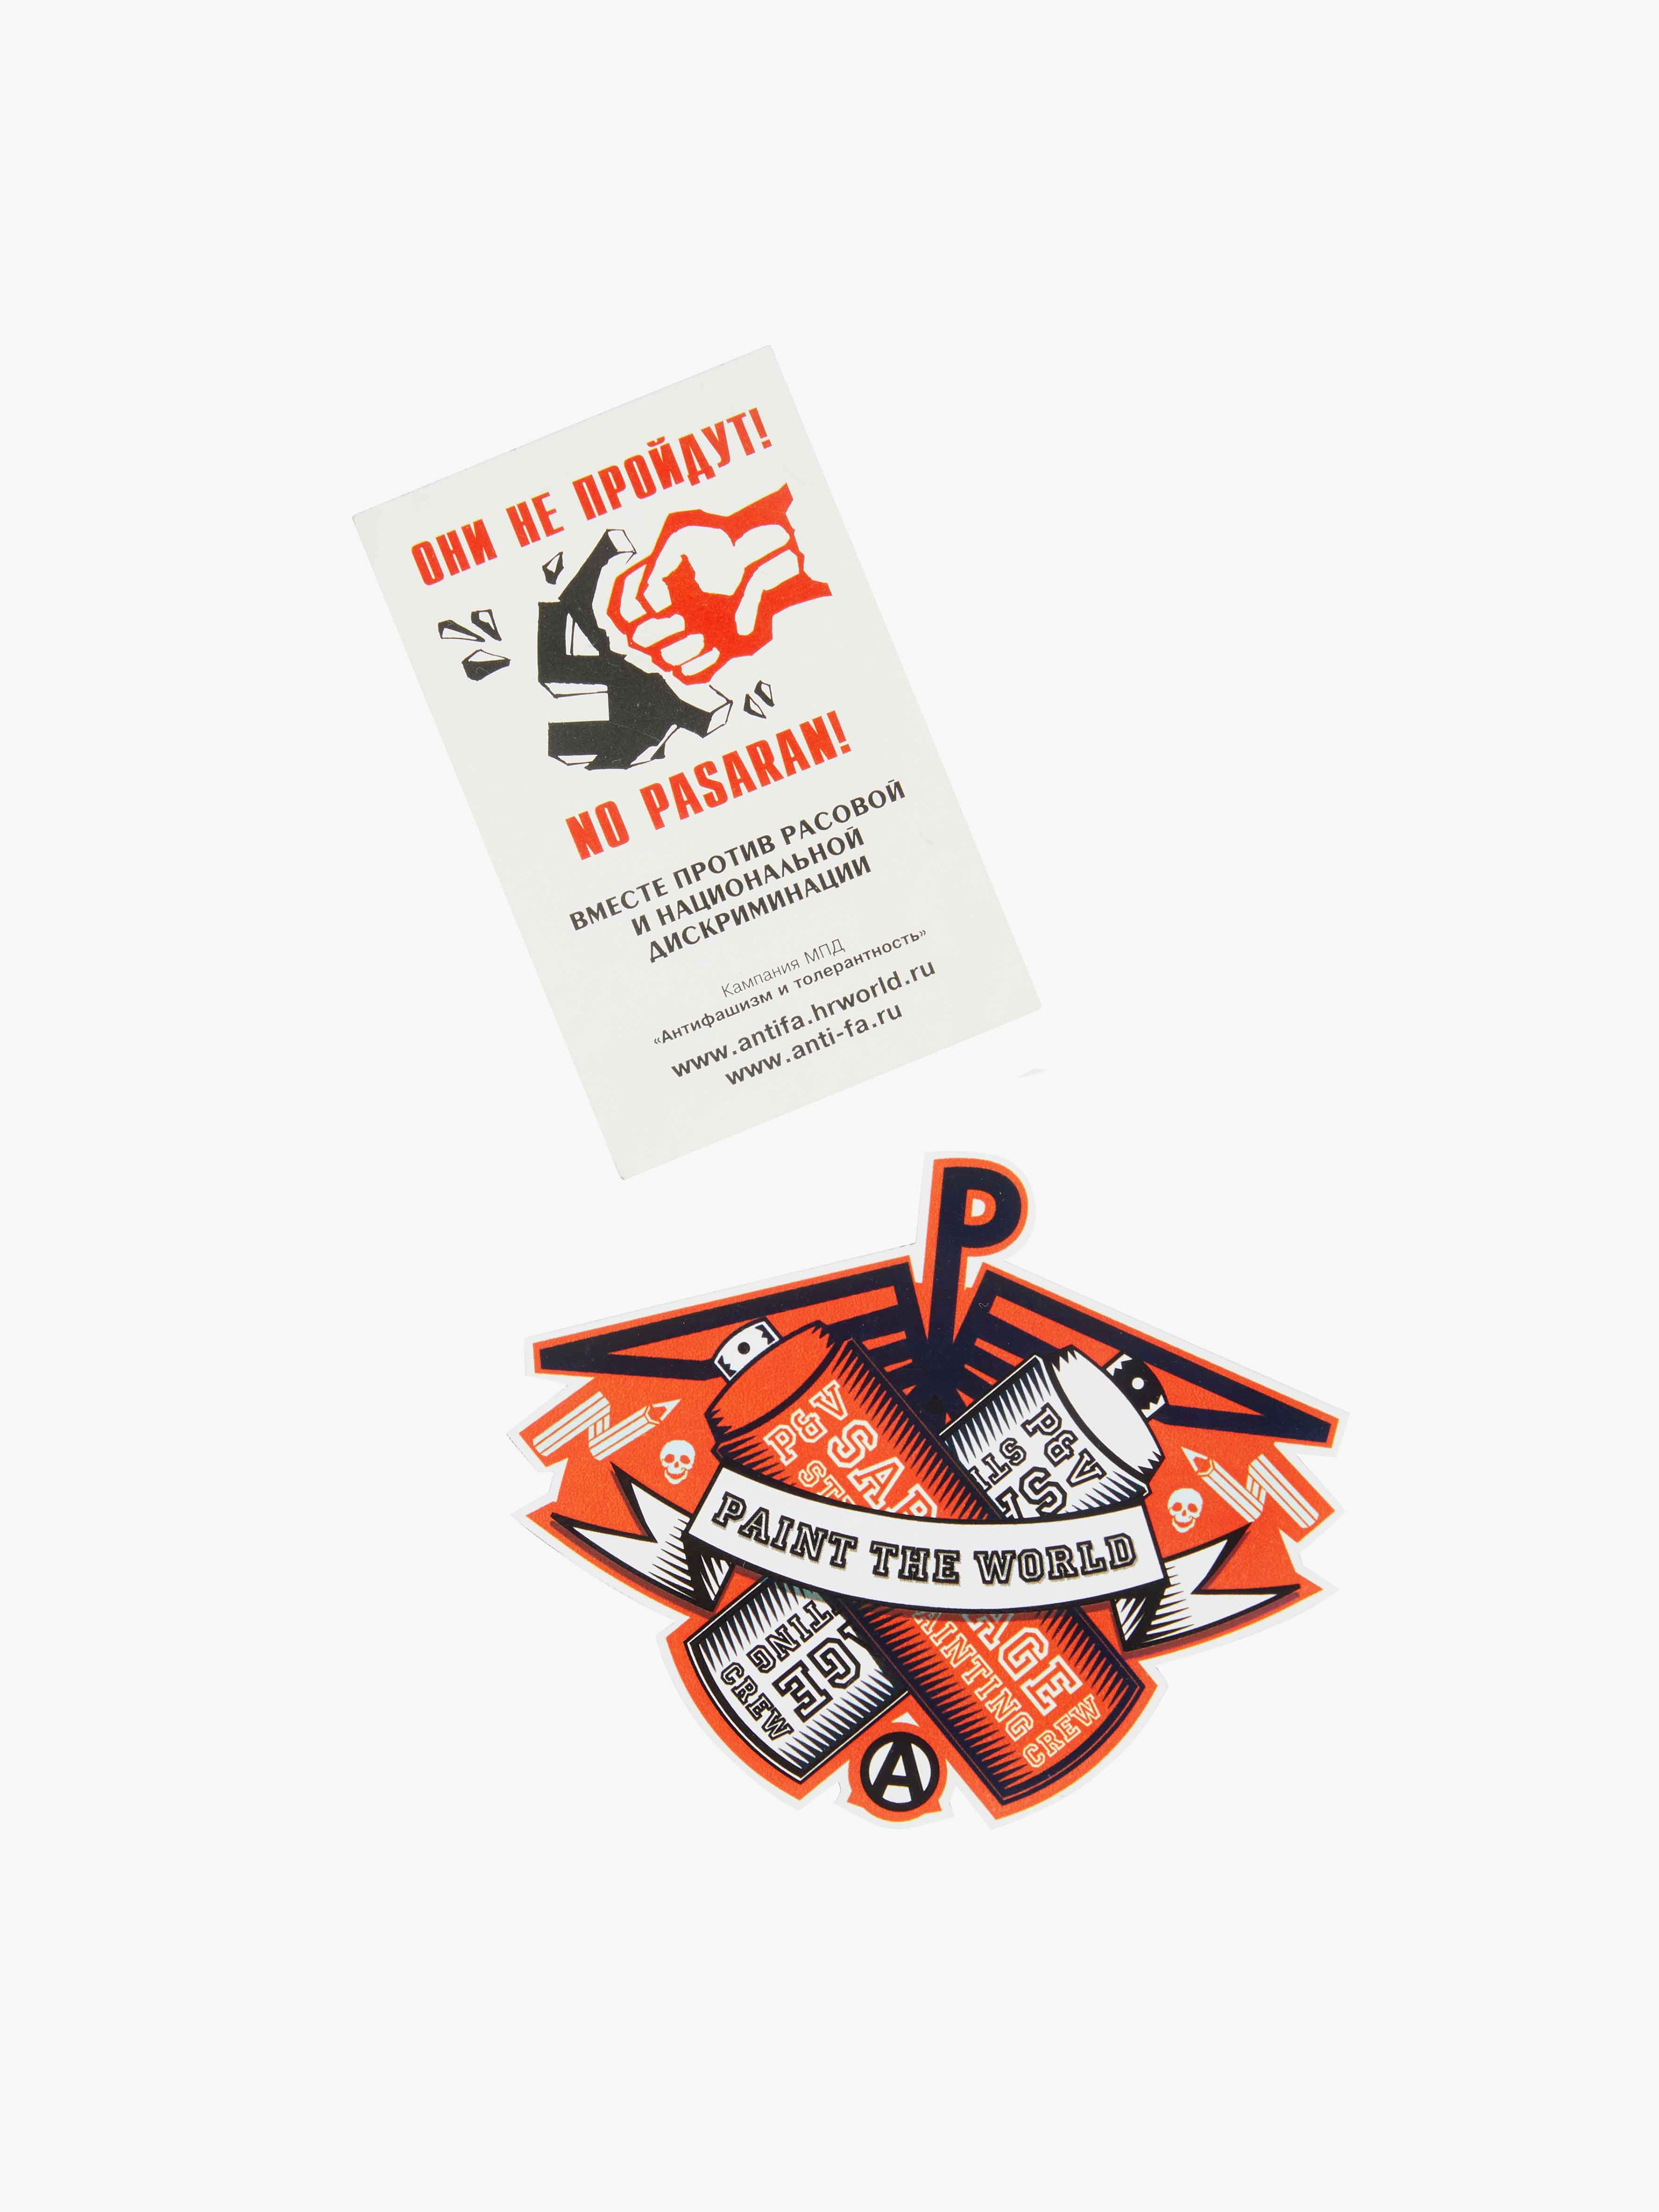 ОНИ НЕ ПРОЙДУТ!
NO PASARAN!
ВМЕСТЕ ПРОТИВ РАСОВОЙ
И НАЦИОНАЛЬНОЙ
ДИСКРИМИНАЦИИ
Кампания МПД
«Антифашизм и толерантность»
www.antifa.hrworld.ru
www.anti-fa.ru
P
P&V
P&V
PAINT THE WORLD
CREW
CREW
A